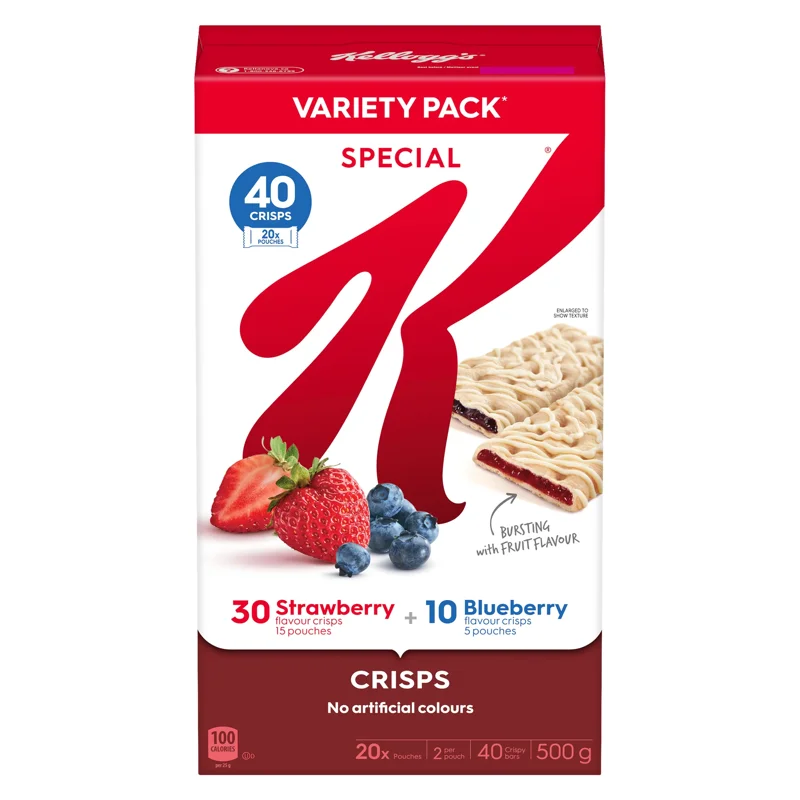 Kellogg's
VARIETY PACK*
SPECIAL
®
40
CRISPS
20x
POUCHES
ENLARGED TO
SHOW TEXTURE
BURSTING
with FRUIT FLAVOUR
30 Strawberry
flavour crisps
15 pouches
+
10 Blueberry
flavour crisps
5 pouches
CRISPS
No artificial colours
100
CALORIES
per 25 g
D
20x Pouches
2 per pouch
40 Crispy bars
500 g